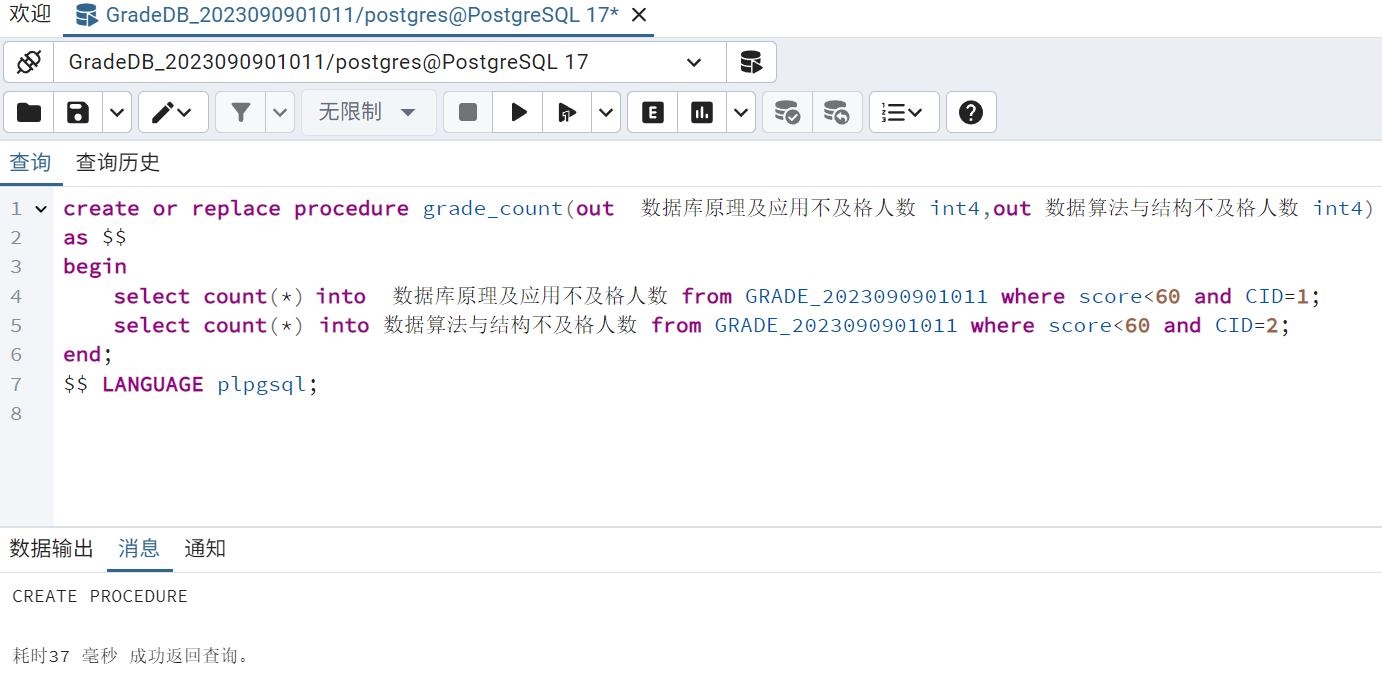 欢迎 GradeDB_2023090901011/postgres@PostgreSQL 17*
GradeDB_2023090901011/postgres@PostgreSQL 17
无限制
查询 查询历史
1 create or replace procedure grade_count(out  数据库原理及应用不及格人数 int4,out 数据算法与结构不及格人数 int4)
2 as $$
3 begin
4     select count(*) into  数据库原理及应用不及格人数 from GRADE_2023090901011 where score<60 and CID=1;
5     select count(*) into 数据算法与结构不及格人数 from GRADE_2023090901011 where score<60 and CID=2;
6 end;
7 $$ LANGUAGE plpgsql;
8
数据输出 消息 通知
CREATE PROCEDURE
耗时37 毫秒 成功返回查询。